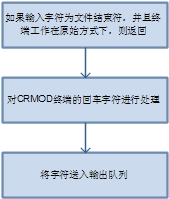 如果输入字符为文件结束符，并且终
端工作在原始方式下，则返回
对CRMOD终端的回车字符进行处理
将字符送入输出队列